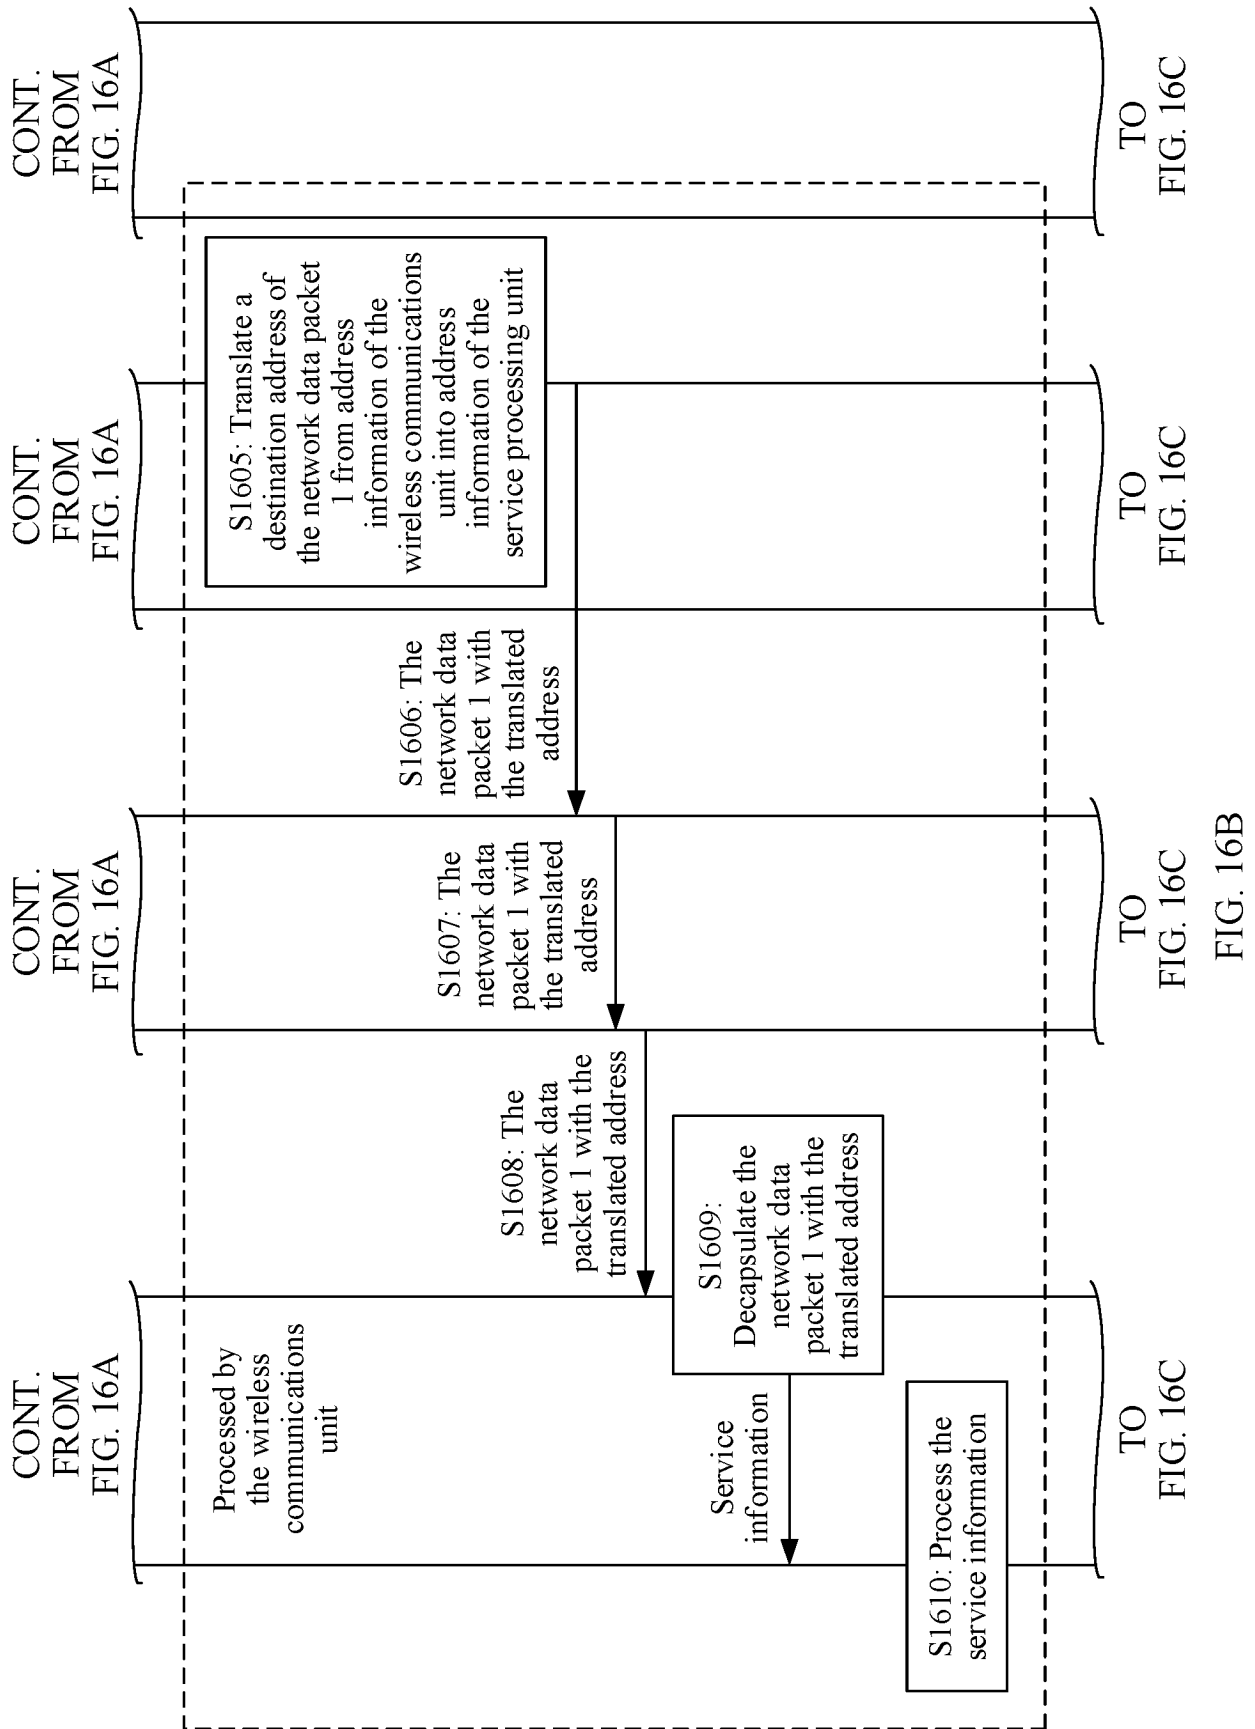 CONT.
FROM
FIG. 16A
CONT.
FROM
FIG. 16A
CONT.
FROM
FIG. 16A
CONT.
FROM
FIG. 16A
Processed by
the wireless
communications
unit
S1605: Translate a
destination address of
the network data packet
1 from address
information of the
wireless communications
unit into address
information of the
service processing unit
S1606: The
network data
packet 1 with
the translated
address
S1607: The
network data
packet 1 with
the translated
address
S1608: The
network data
packet 1 with the
translated address
S1609:
Decapsulate the
network data
packet 1 with the
translated address
Service
information
S1610: Process the
service information
TO
FIG. 16C
TO
FIG. 16C
TO
FIG. 16C
TO
FIG. 16C
FIG. 16B